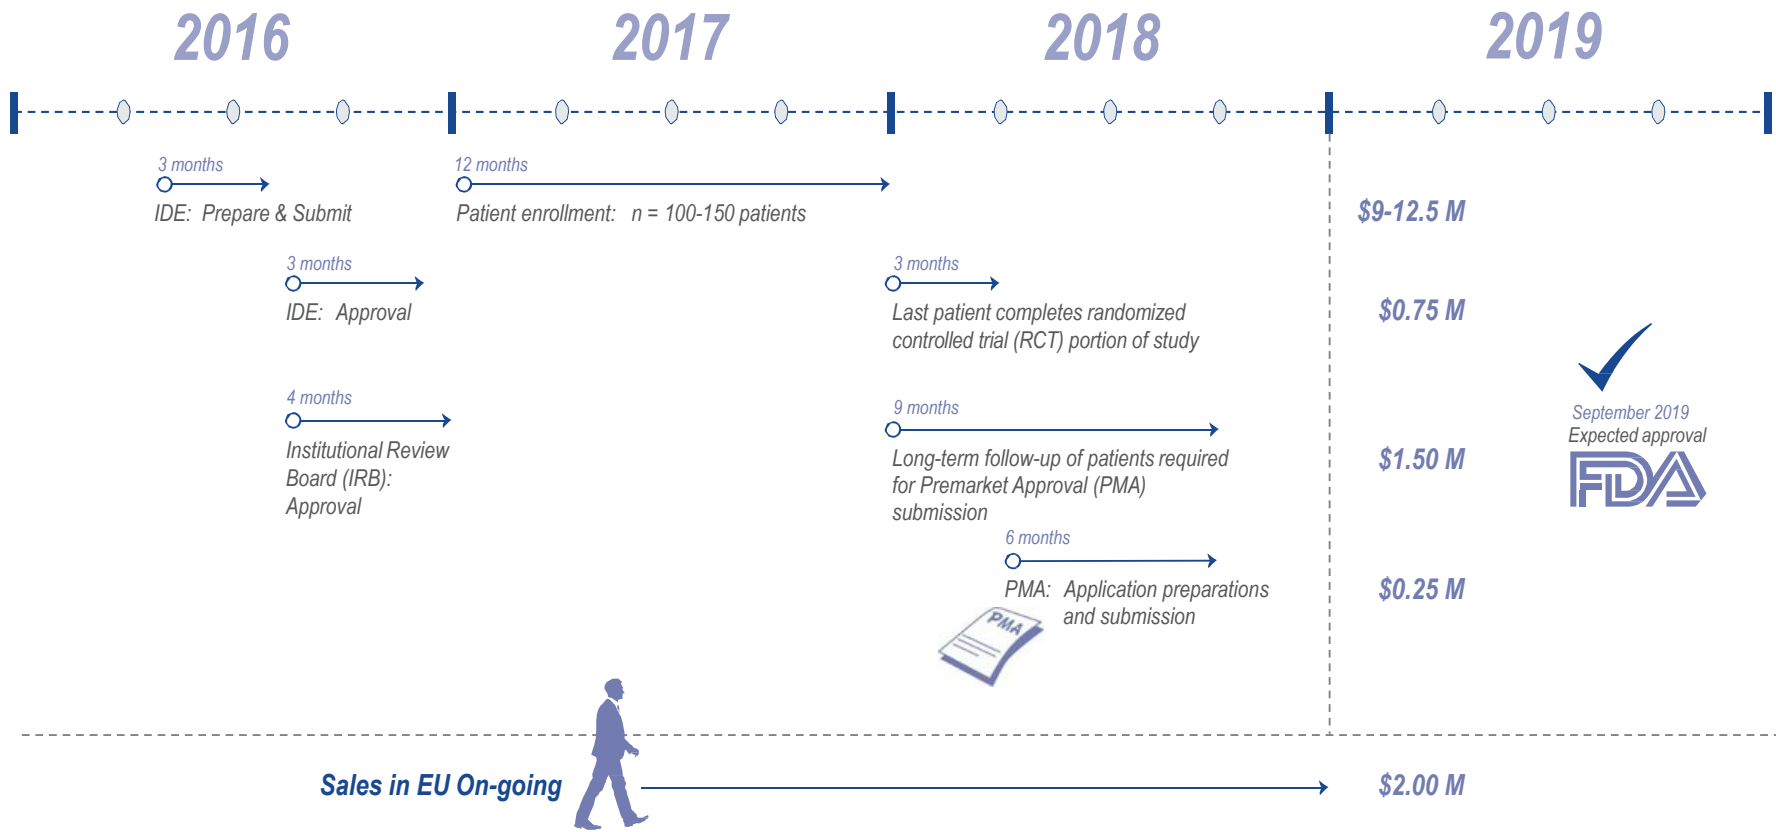 2016
2017
2018
2019
3 months
IDE: Prepare & Submit
12 months
Patient enrollment: n = 100-150 patients
$9-12.5 M
3 months
IDE: Approval
3 months
Last patient completes randomized
controlled trial (RCT) portion of study
$0.75 M
4 months
Institutional Review
Board (IRB):
Approval
9 months
Long-term follow-up of patients required
for Premarket Approval (PMA)
submission
$1.50 M
September 2019
Expected approval
FDA
6 months
PMA: Application preparations
and submission
$0.25 M
PMA
Sales in EU On-going
$2.00 M